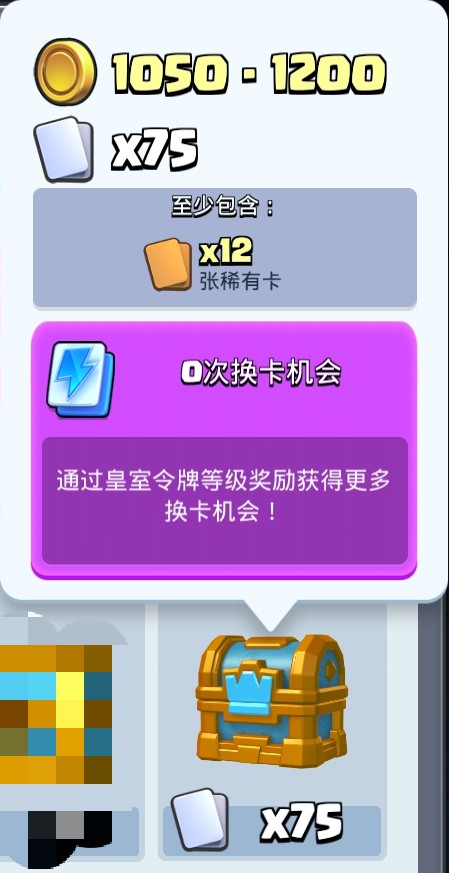 1050 - 1200
x75
至少包含：
x12
张稀有卡
0次换卡机会
通过皇室令牌等级奖励获得更多
换卡机会！
x75